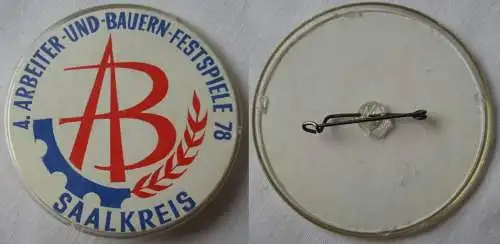 4. ARBEITER-UND-BAUERN-FESTSPIELE 78
AB
SAALKREIS